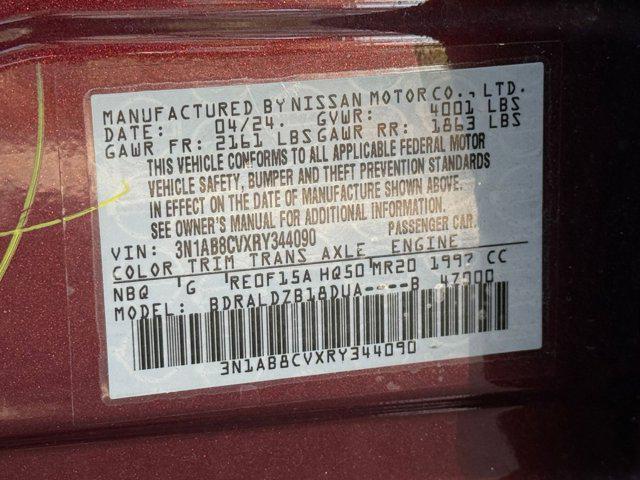 MANUFACTURED BY NISSAN MOTOR CO., LTD.
DATE: 04/24. GVWR: 4001 LBS
GAWR FR: 2161 LBS GAWR RR: 1863 LBS
THIS VEHICLE CONFORMS TO ALL APPLICABLE FEDERAL MOTOR
VEHICLE SAFETY, BUMPER AND THEFT PREVENTION STANDARDS
IN EFFECT ON THE DATE OF MANUFACTURE SHOWN ABOVE.
SEE OWNER'S MANUAL FOR ADDITIONAL INFORMATION.
VIN: 3N1AB8CVXRY344090 PASSENGER CAR.
COLOR TRIM TRANS AXLE ENGINE
NBQ G RE0F15A HQ50 MR20 1997 CC
MODEL: BDRALDZB18DUA----B 47900
3N1AB8CVXRY344090